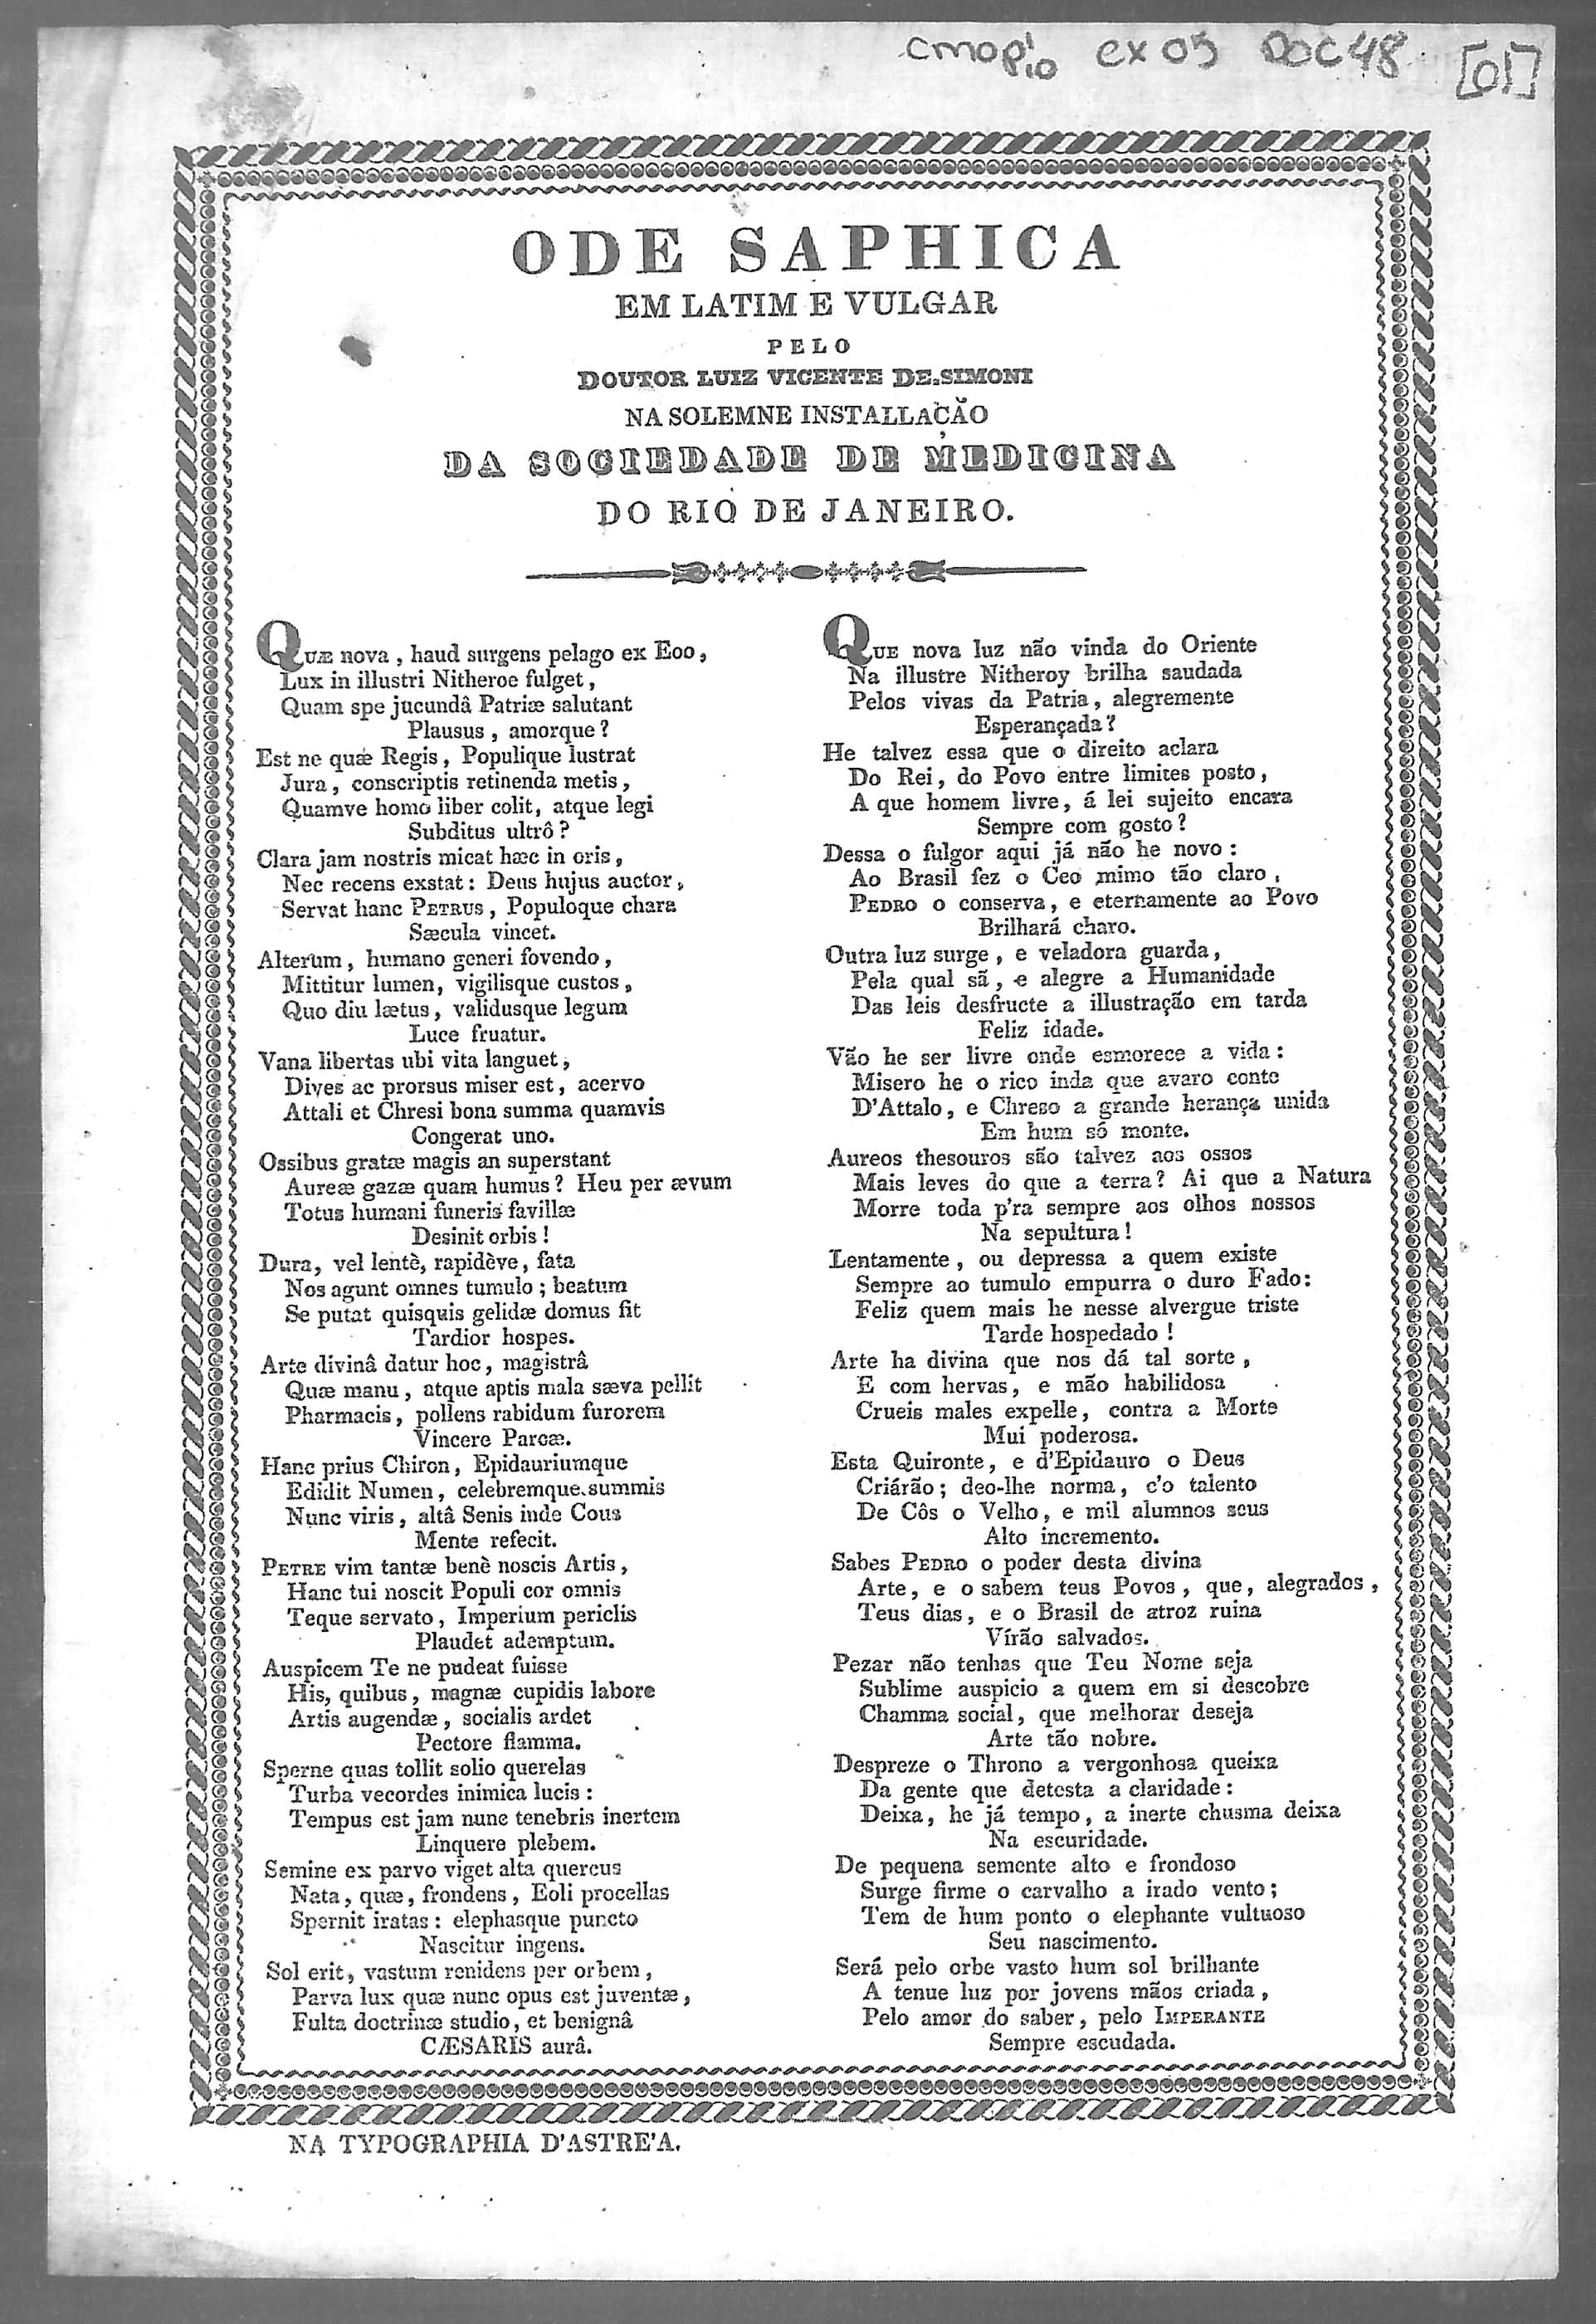 cmop110 cx 05 DOC 48 [01]
ODE SAPHICA
EM LATIM E VULGAR
PELO
DOUTOR LUIZ VICENTE DE-SIMONI
NA SOLEMNE INSTALLAÇÃO
DA SOCIEDADE DE MEDICINA
DO RIO DE JANEIRO.
QUÆ nova, haud surgens pelago ex Eoo,
Lux in illustri Nitheroe fulget,
Quam spe jucundâ Patriæ salutant
Plausus, amorque?
Est ne quæ Regis, Populique lustrat
Jura, conscriptis retinenda metis,
Quamve homo liber colit, atque legi
Subditus ultrô?
Clara jam nostris micat hæc in oris,
Nec recens exstat: Deus hujus auctor,
Servat hanc PETRUS, Populoque chara
Sæcula vincet.
Alterum, humano generi fovendo,
Mittitur lumen, vigilisque custos,
Quo diu lætus, validusque legum
Luce fruatur.
Vana libertas ubi vita languet,
Dives ac prorsus miser est, acervo
Attali et Chresi bona summa quamvis
Congerat uno.
Ossibus gratæ magis an superstant
Aureæ gazæ quam humus? Heu per ævum
Totus humani funeris favillæ
Desinit orbis!
Dura, vel lentè, rapidève, fata
Nos agunt omnes tumulo; beatum
Se putat quisquis gelidæ domus fit
Tardior hospes.
Arte divinâ datur hoc, magistrâ
Quæ manu, atque aptis mala sæva pellit
Pharmacis, pollens rabidum furorem
Vincere Parcæ.
Hanc prius Chiron, Epidauriumque
Edidit Numen, celebremque summis
Nunc viris, altâ Senis inde Cous
Mente refecit.
PETRE vim tantæ benè noscis Artis,
Hanc tui noscit Populi cor omnis
Teque servato, Imperium periclis
Plaudet ademptum.
Auspicem Te ne pudeat fuisse
His, quibus, magnæ cupidis labore
Artis augendæ, socialis ardet
Pectore flamma.
Sperne quas tollit solio querelas
Turba vecordes inimica lucis:
Tempus est jam nunc tenebris inertem
Linquere plebem.
Semine ex parvo viget alta quercus
Nata, quæ, frondens, Eoli procellas
Spernit iratas: elephasque puncto
Nascitur ingens.
Sol erit, vastum renidens per orbem,
Parva lux quæ nunc opus est juventæ,
Fulta doctrinæ studio, et benignâ
CÆSARIS aurâ.
QUE nova luz não vinda do Oriente
Na illustre Nitheroy brilha saudada
Pelos vivas da Patria, alegremente
Esperançada?
He talvez essa que o direito aclara
Do Rei, do Povo entre limites posto,
A que homem livre, á lei sujeito encara
Sempre com gosto?
Dessa o fulgor aqui já não he novo:
Ao Brasil fez o Ceo mimo tão claro,
PEDRO o conserva, e eternamente ao Povo
Brilhará charo.
Outra luz surge, e veladora guarda,
Pela qual sã, e alegre a Humanidade
Das leis desfructe a illustração em tarda
Feliz idade.
Vão he ser livre onde esmorece a vida:
Misero he o rico inda que avaro conte
D'Attalo, e Chreso a grande herança unida
Em hum só monte.
Aureos thesouros são talvez aos ossos
Mais leves do que a terra? Ai que a Natura
Morre toda p'ra sempre aos olhos nossos
Na sepultura!
Lentamente, ou depressa a quem existe
Sempre ao tumulo empurra o duro Fado:
Feliz quem mais he nesse alvergue triste
Tarde hospedado!
Arte ha divina que nos dá tal sorte,
E com hervas, e mão habilidosa
Crueis males expelle, contra a Morte
Mui poderosa.
Esta Quironte, e d'Epidauro o Deus
Criárão; deo-lhe norma, c'o talento
De Côs o Velho, e mil alumnos seus
Alto incremento.
Sabes PEDRO o poder desta divina
Arte, e o sabem teus Povos, que, alegrados,
Teus dias, e o Brasil de atroz ruina
Vírão salvados.
Pezar não tenhas que Teu Nome seja
Sublime auspicio a quem em si descobre
Chamma social, que melhorar deseja
Arte tão nobre.
Despreze o Throno a vergonhosa queixa
Da gente que detesta a claridade:
Deixa, he já tempo, a inerte chusma deixa
Na escuridade.
De pequena semente alto e frondoso
Surge firme o carvalho a irado vento;
Tem de hum ponto o elephante vultuoso
Seu nascimento.
Será pelo orbe vasto hum sol brilhante
A tenue luz por jovens mãos criada,
Pelo amor do saber, pelo IMPERANTE
Sempre escudada.
NA TYPOGRAPHIA D'ASTRE'A.